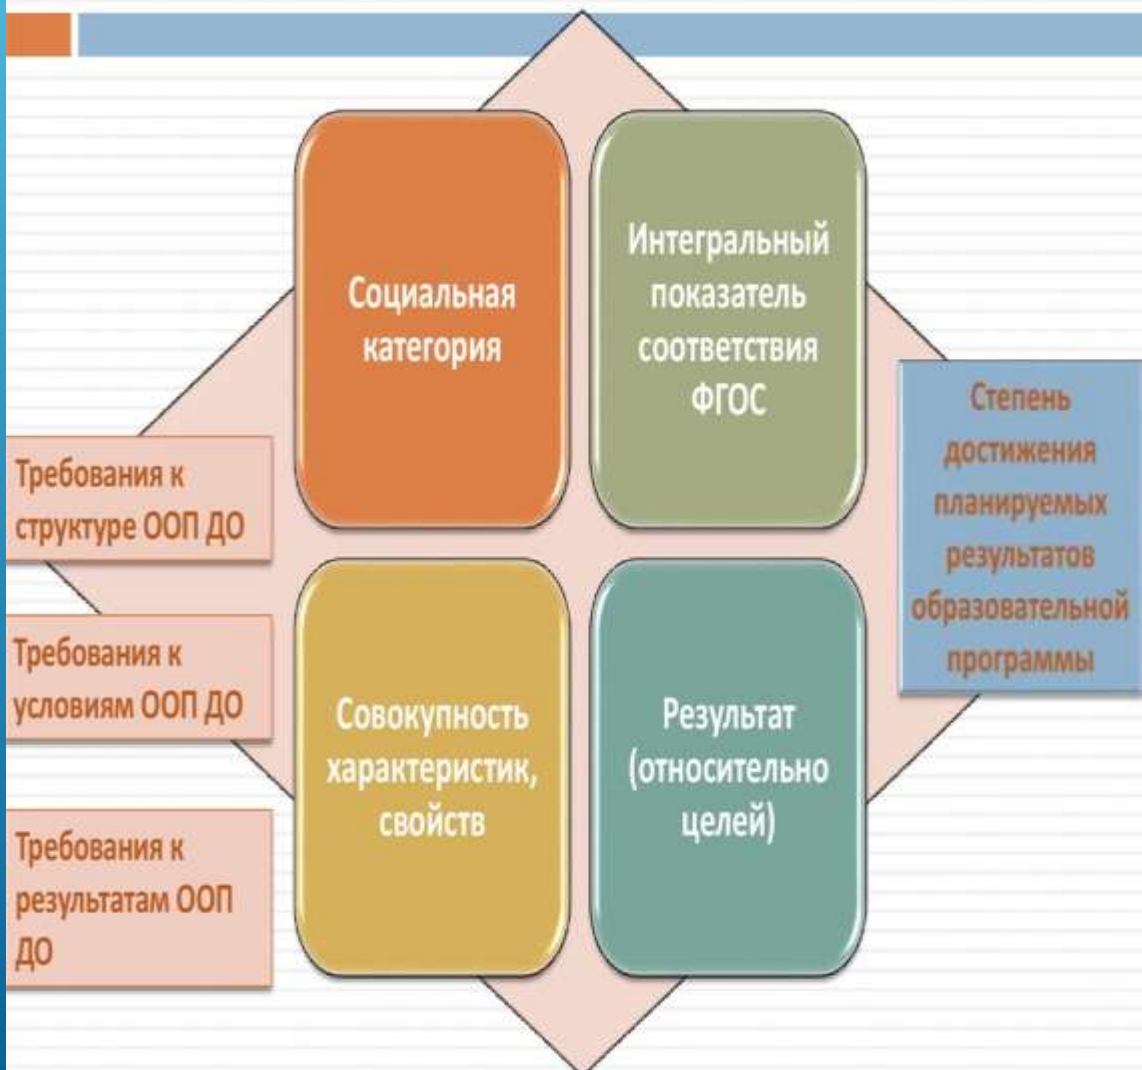 Социальная
категория
Интегральный
показатель
соответствия
ФГОС
Требования к
структуре ООП ДО
Требования к
условиям ООП ДО
Требования к
результатам ООП
ДО
Совокупность
характеристик,
свойств
Результат
(относительно
целей)
Степень
достижения
планируемых
результатов
образовательной
программы